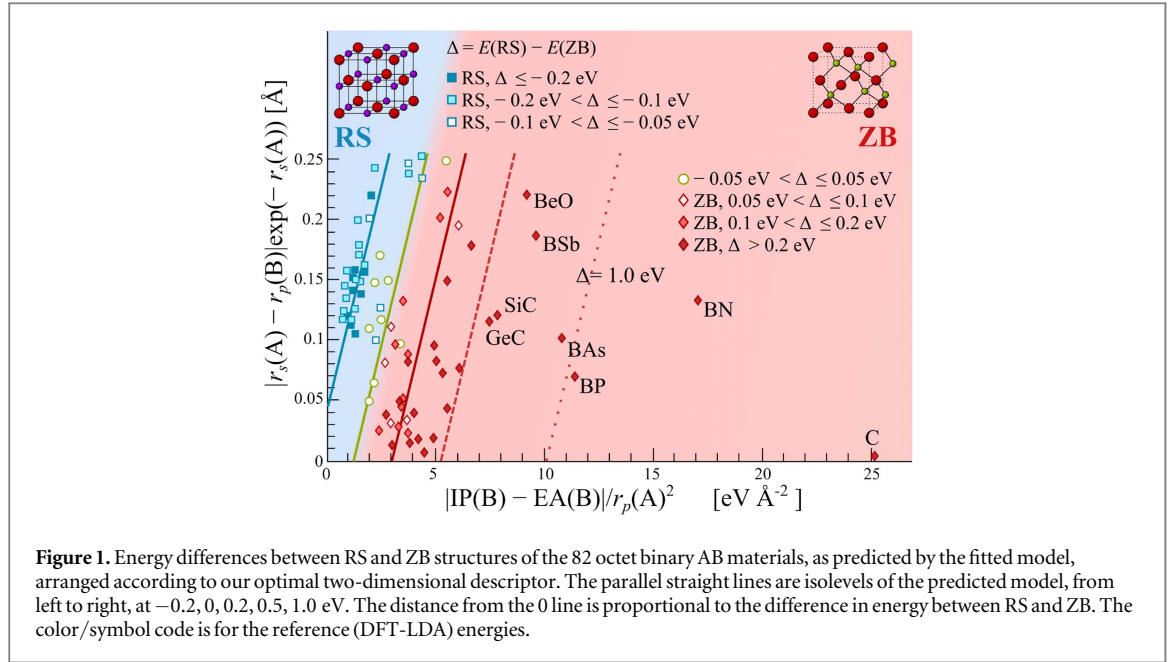 Δ = E(RS) − E(ZB)
RS, Δ ≤ − 0.2 eV
RS, − 0.2 eV < Δ ≤ − 0.1 eV
RS, − 0.1 eV < Δ ≤ − 0.05 eV
RS
ZB
− 0.05 eV < Δ ≤ 0.05 eV
ZB, 0.05 eV < Δ ≤ 0.1 eV
ZB, 0.1 eV < Δ ≤ 0.2 eV
ZB, Δ > 0.2 eV
|r_s(A) − r_p(B)|exp(− r_s(A)) [Å]
0.25
0.2
0.15
0.1
0.05
0
BeO
BSb
Δ= 1.0 eV
SiC
BN
GeC
BAs
BP
C
0 5 10 15 20 25
|IP(B) − EA(B)|/r_p(A)² [eV Å⁻² ]
Figure 1. Energy differences between RS and ZB structures of the 82 octet binary AB materials, as predicted by the fitted model,
arranged according to our optimal two-dimensional descriptor. The parallel straight lines are isolevels of the predicted model, from
left to right, at −0.2, 0, 0.2, 0.5, 1.0 eV. The distance from the 0 line is proportional to the difference in energy between RS and ZB. The
color/symbol code is for the reference (DFT-LDA) energies.